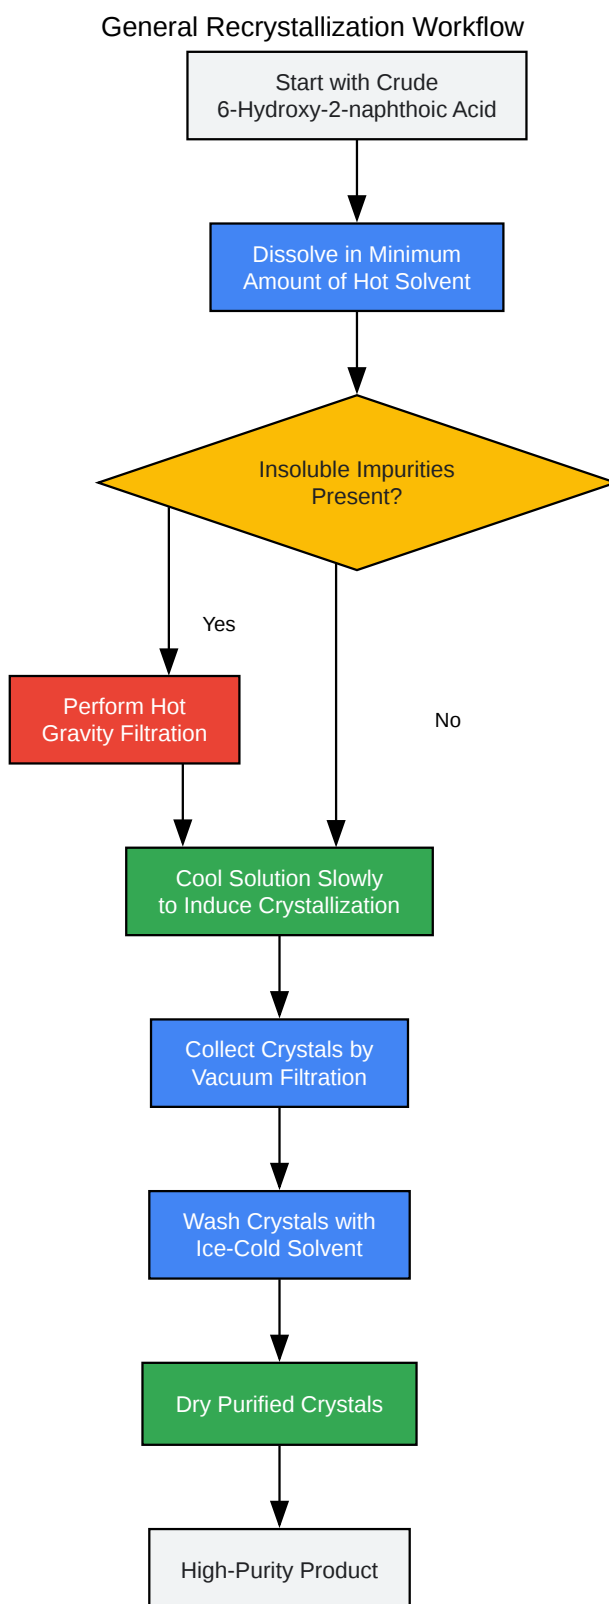 General Recrystallization Workflow
Start with Crude
6-Hydroxy-2-naphthoic Acid
Dissolve in Minimum
Amount of Hot Solvent
Insoluble Impurities
Present?
Yes
Perform Hot
Gravity Filtration
No
Cool Solution Slowly
to Induce Crystallization
Collect Crystals by
Vacuum Filtration
Wash Crystals with
Ice-Cold Solvent
Dry Purified Crystals
High-Purity Product